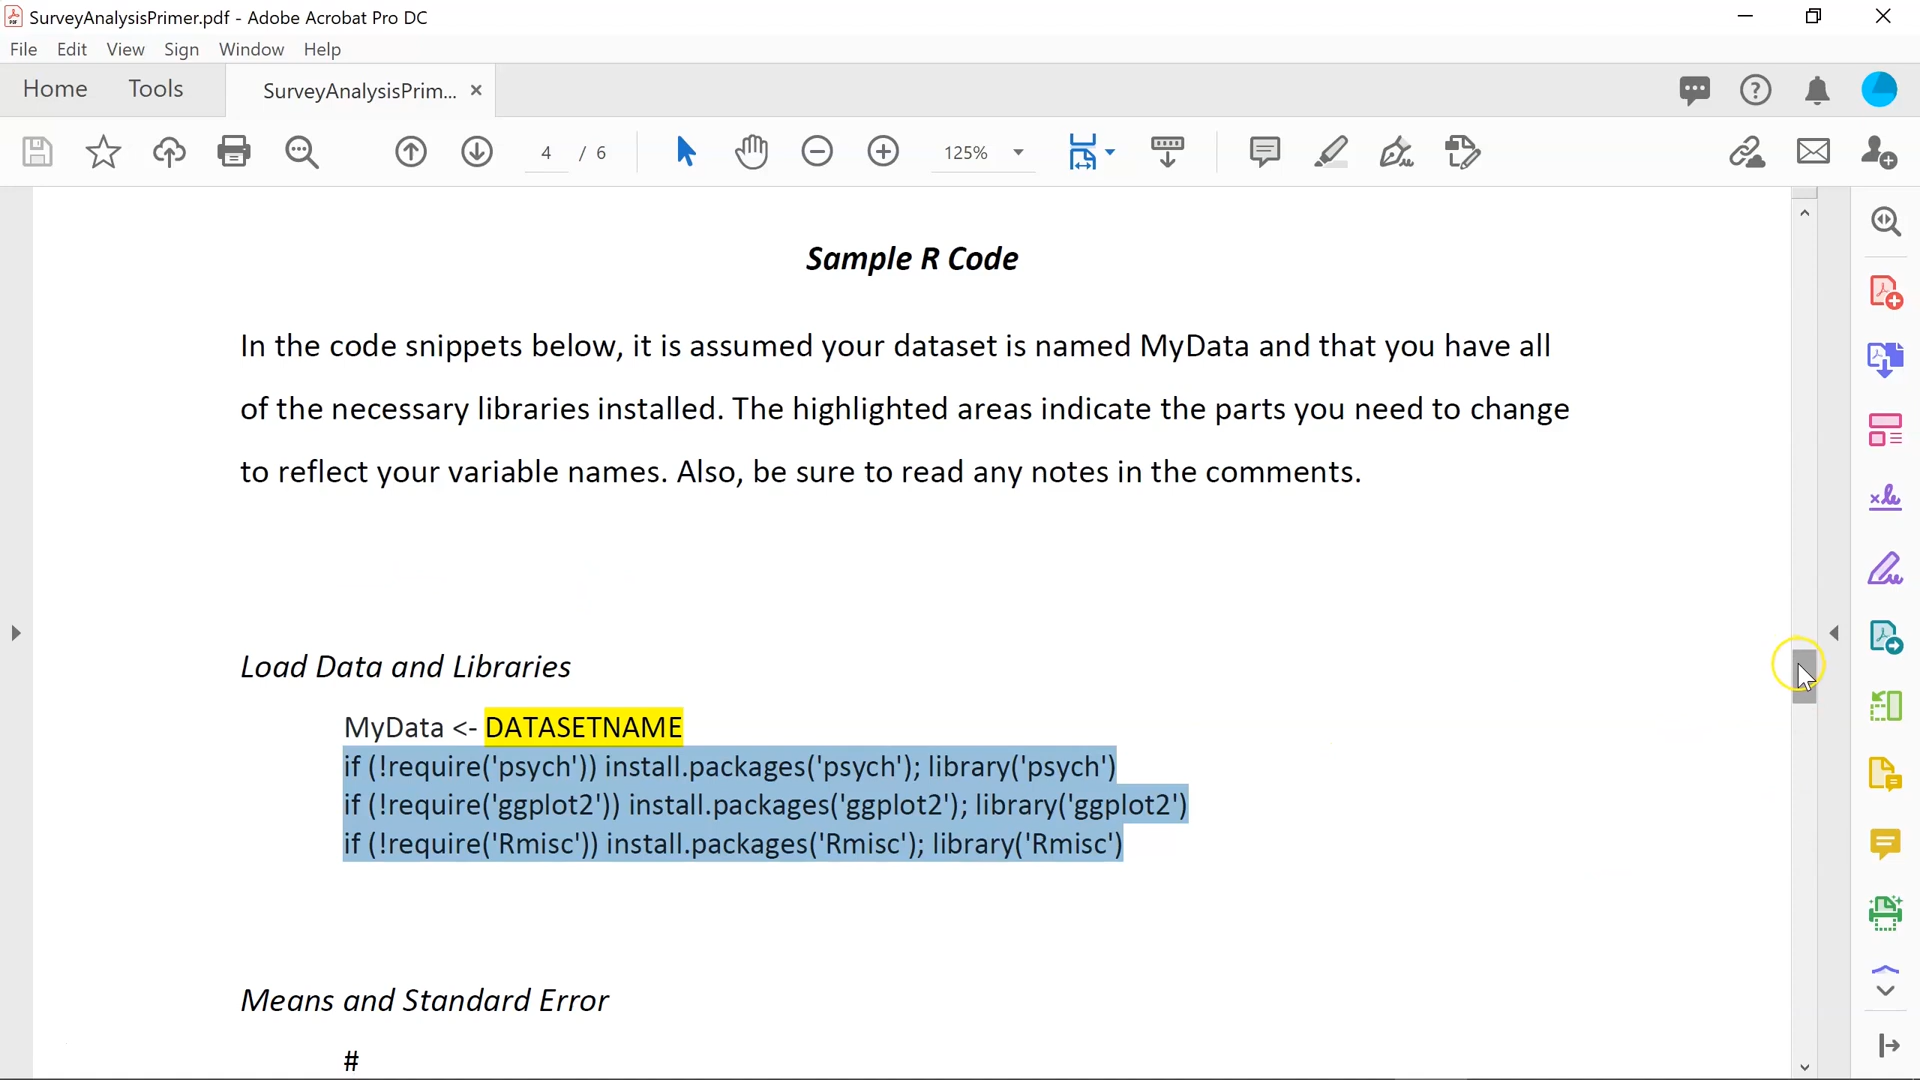 SurveyAnalysisPrimer.pdf - Adobe Acrobat Pro DC
File Edit View Sign Window Help
Home Tools SurveyAnalysisPrim... ×
4 / 6 125%
Sample R Code
In the code snippets below, it is assumed your dataset is named MyData and that you have all
of the necessary libraries installed. The highlighted areas indicate the parts you need to change
to reflect your variable names. Also, be sure to read any notes in the comments.
Load Data and Libraries
MyData <- DATASETNAME
if (!require('psych')) install.packages('psych'); library('psych')
if (!require('ggplot2')) install.packages('ggplot2'); library('ggplot2')
if (!require('Rmisc')) install.packages('Rmisc'); library('Rmisc')
Means and Standard Error
#